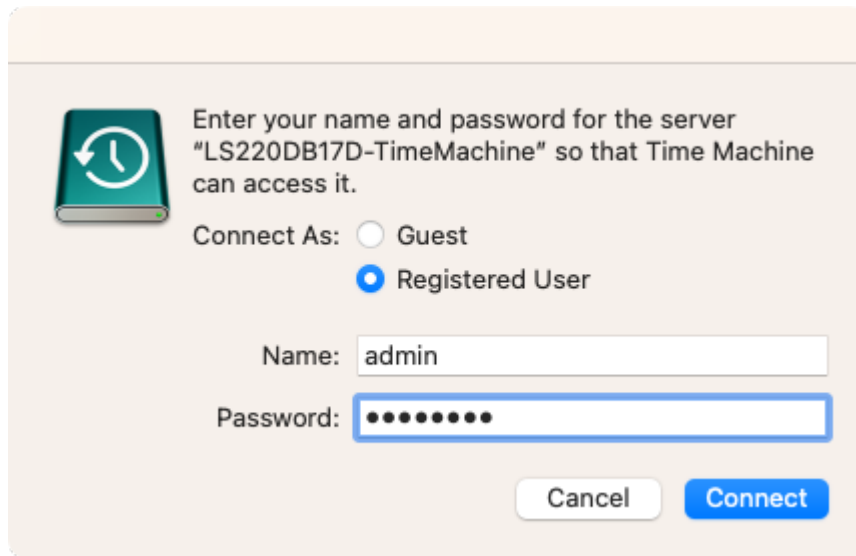 Enter your name and password for the server
“LS220DB17D-TimeMachine” so that Time Machine
can access it.
Connect As: Guest
Registered User
Name: admin
Password: ••••••••
Cancel Connect